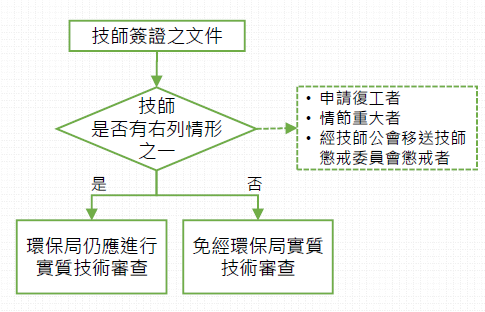 技師簽證之文件
技師
是否有右列情形
之一
• 申請復工者
• 情節重大者
• 經技師公會移送技師
懲戒委員會懲戒者
是
否
環保局仍應進行
實質技術審查
免經環保局實質
技術審查